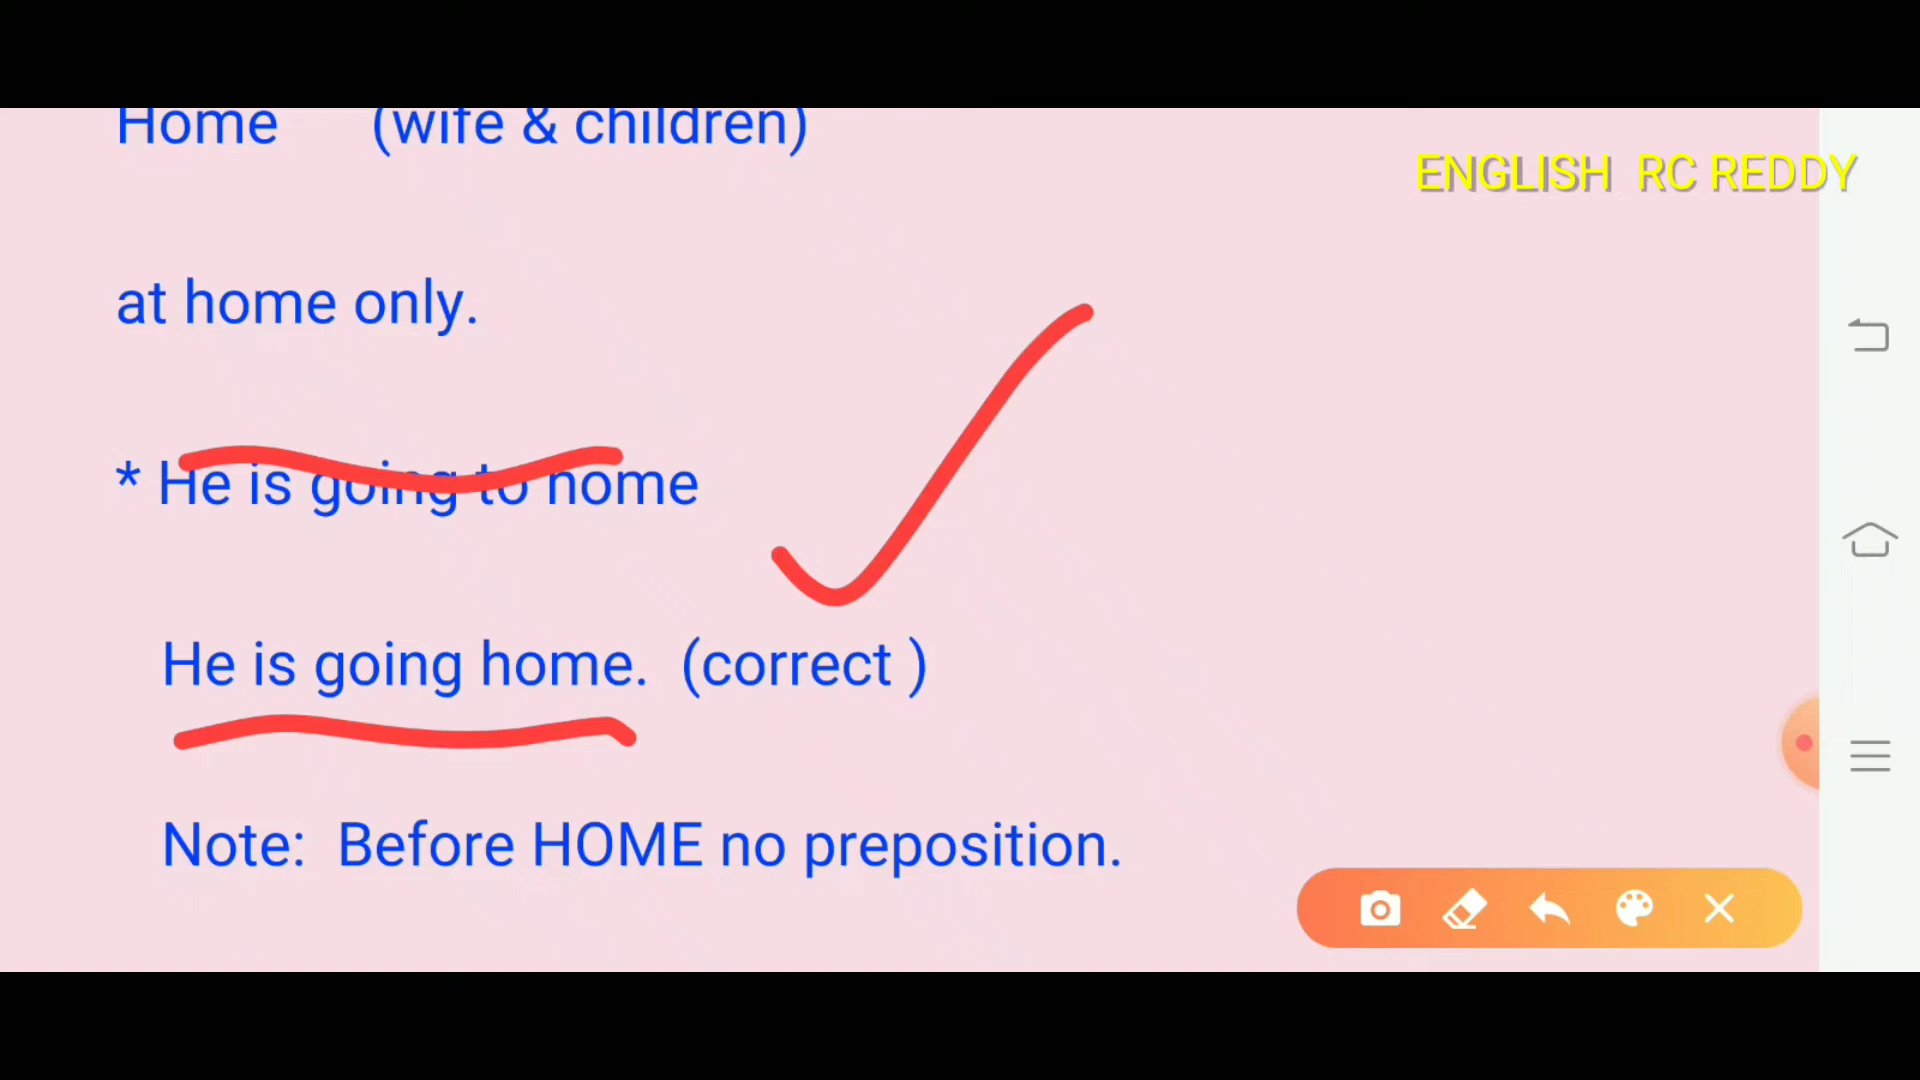 Home (wife & children)
ENGLISH RC REDDY
at home only.
* He is going to home
He is going home. (correct )
Note: Before HOME no preposition.